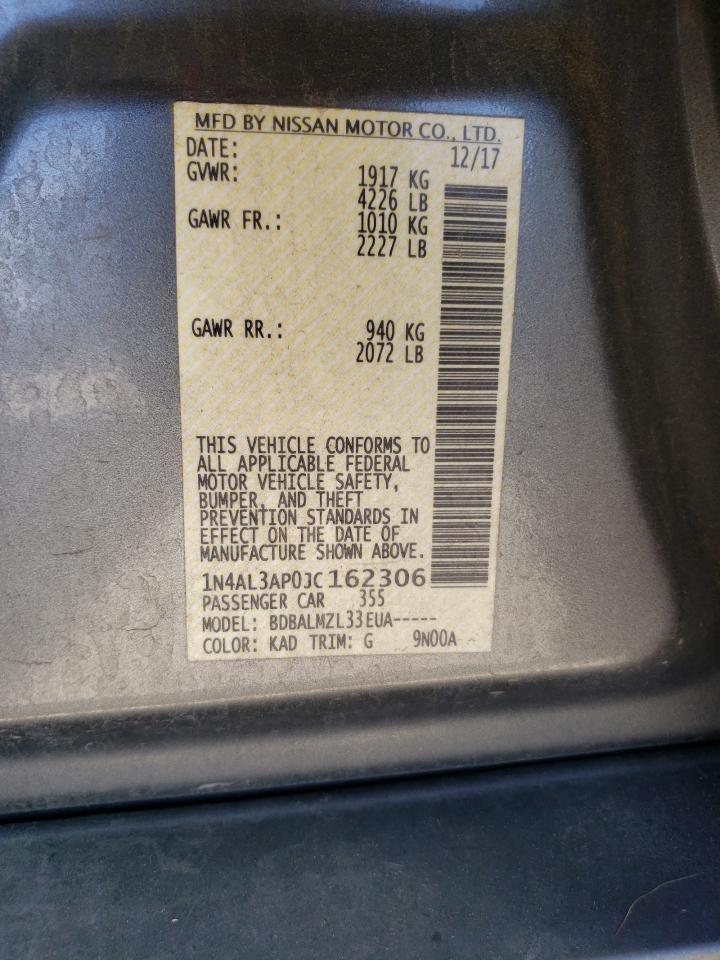 MFD BY NISSAN MOTOR CO., LTD.
DATE: 12/17
GVWR: 1917 KG
4226 LB
GAWR FR.: 1010 KG
2227 LB
GAWR RR.: 940 KG
2072 LB
THIS VEHICLE CONFORMS TO
ALL APPLICABLE FEDERAL
MOTOR VEHICLE SAFETY,
BUMPER, AND THEFT
PREVENTION STANDARDS IN
EFFECT ON THE DATE OF
MANUFACTURE SHOWN ABOVE.
1N4AL3AP0JC162306
PASSENGER CAR 355
MODEL: BDBALMZL33EUA-----
COLOR: KAD TRIM: G 9N00A